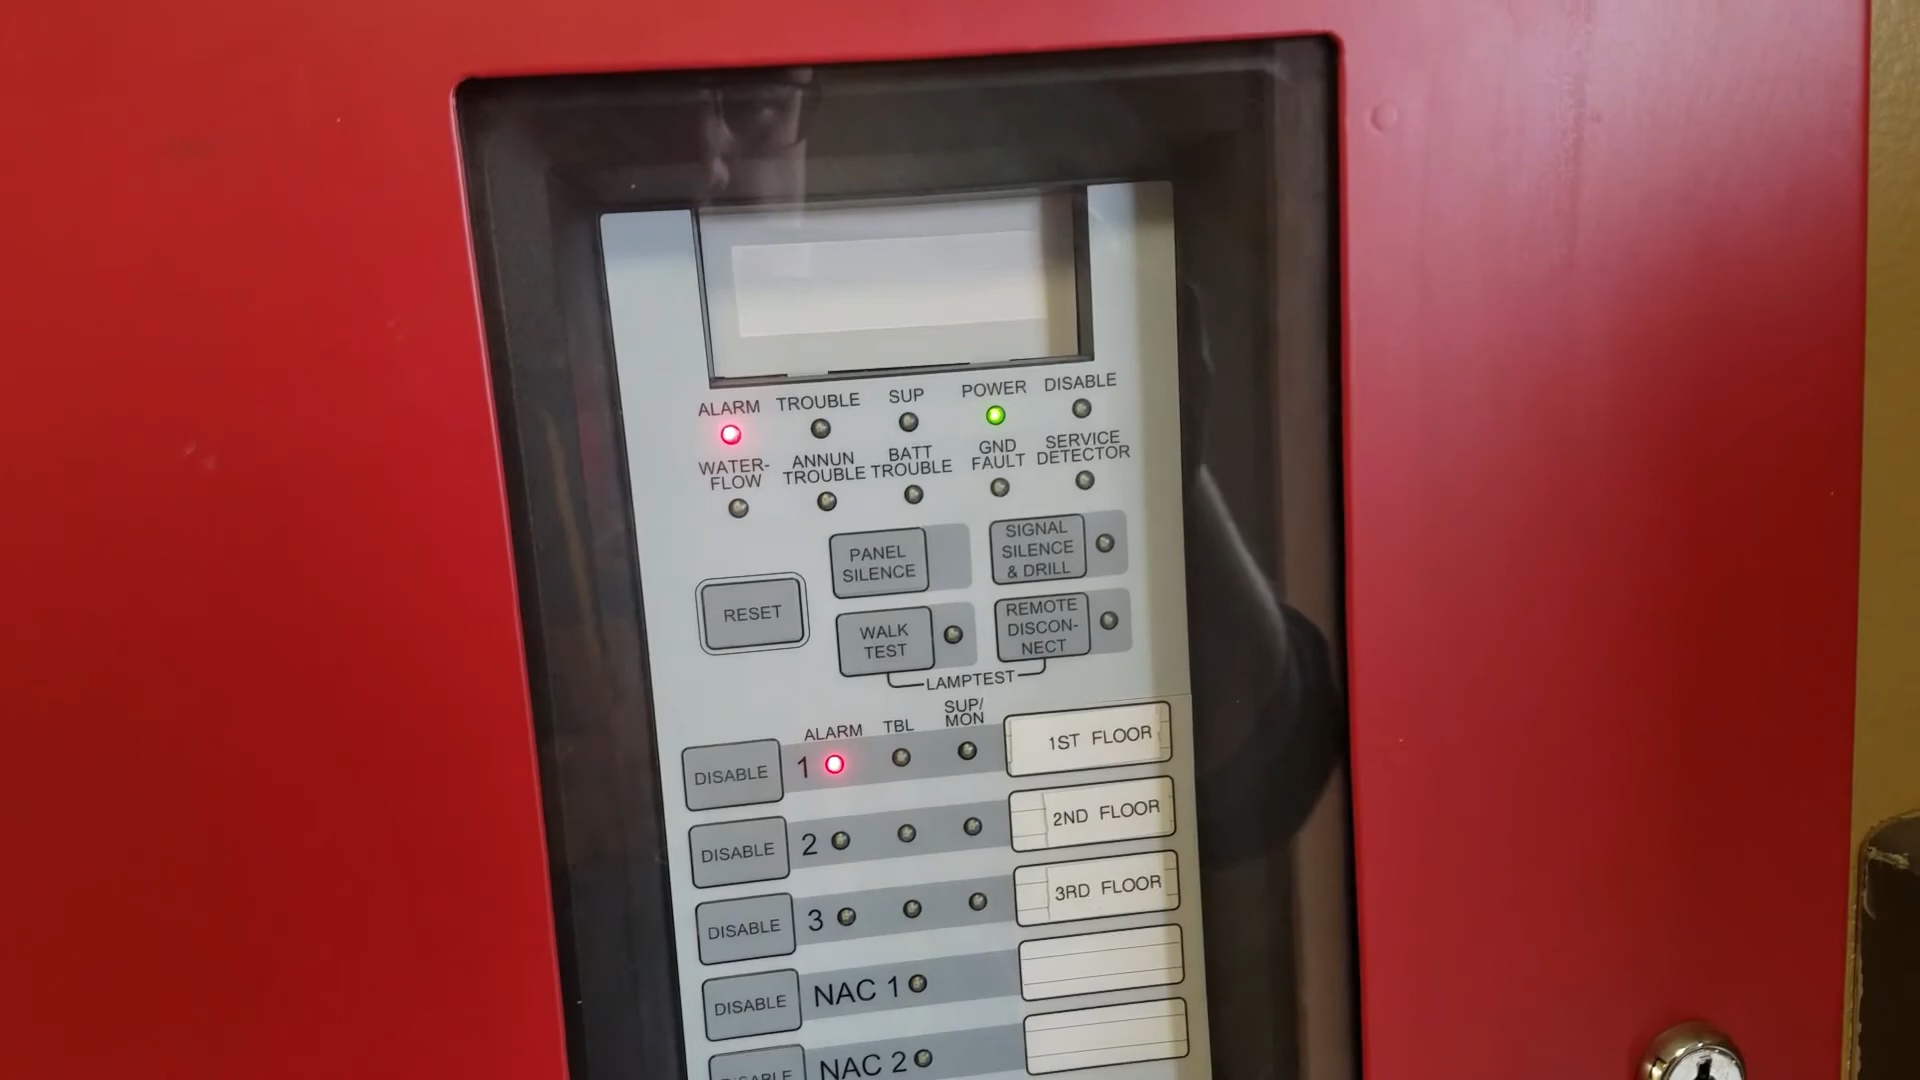 ALARM TROUBLE SUP POWER DISABLE
WATER-
FLOW
ANNUN
TROUBLE
BATT
TROUBLE
GND
FAULT
SERVICE
DETECTOR
PANEL
SILENCE
SIGNAL
SILENCE
& DRILL
RESET
WALK
TEST
REMOTE
DISCON-
NECT
LAMPTEST
ALARM TBL SUP/
MON
DISABLE 1 1ST FLOOR
DISABLE 2 2ND FLOOR
DISABLE 3 3RD FLOOR
DISABLE NAC 1
DISABLE NAC 2